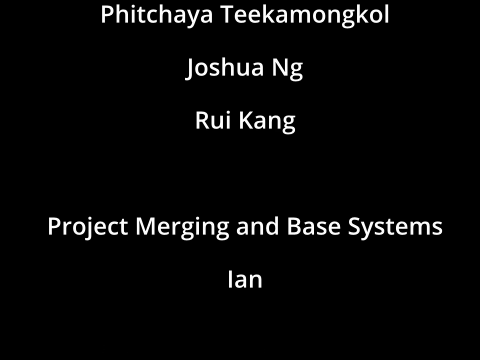 Phitchaya Teekamongkol
Joshua Ng
Rui Kang
Project Merging and Base Systems
Ian